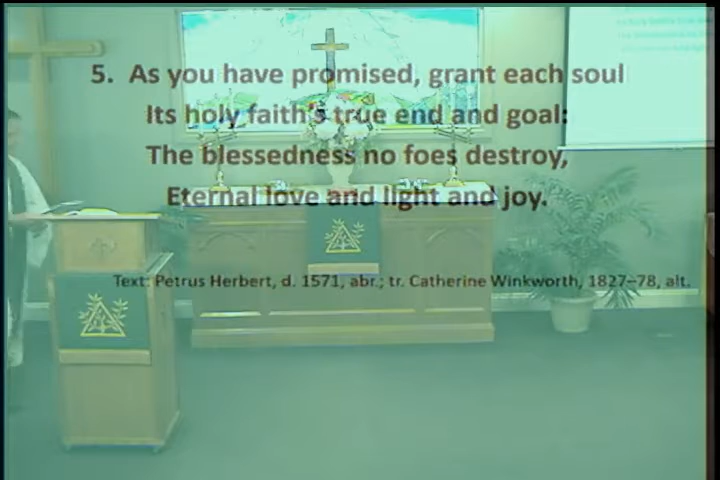 5. As you have promised, grant each soul
Its holy faith's true end and goal:
The blessedness no foes destroy,
Eternal love and light and joy.
Text: Petrus Herbert, d. 1571, abr.; tr. Catherine Winkworth, 1827–78, alt.